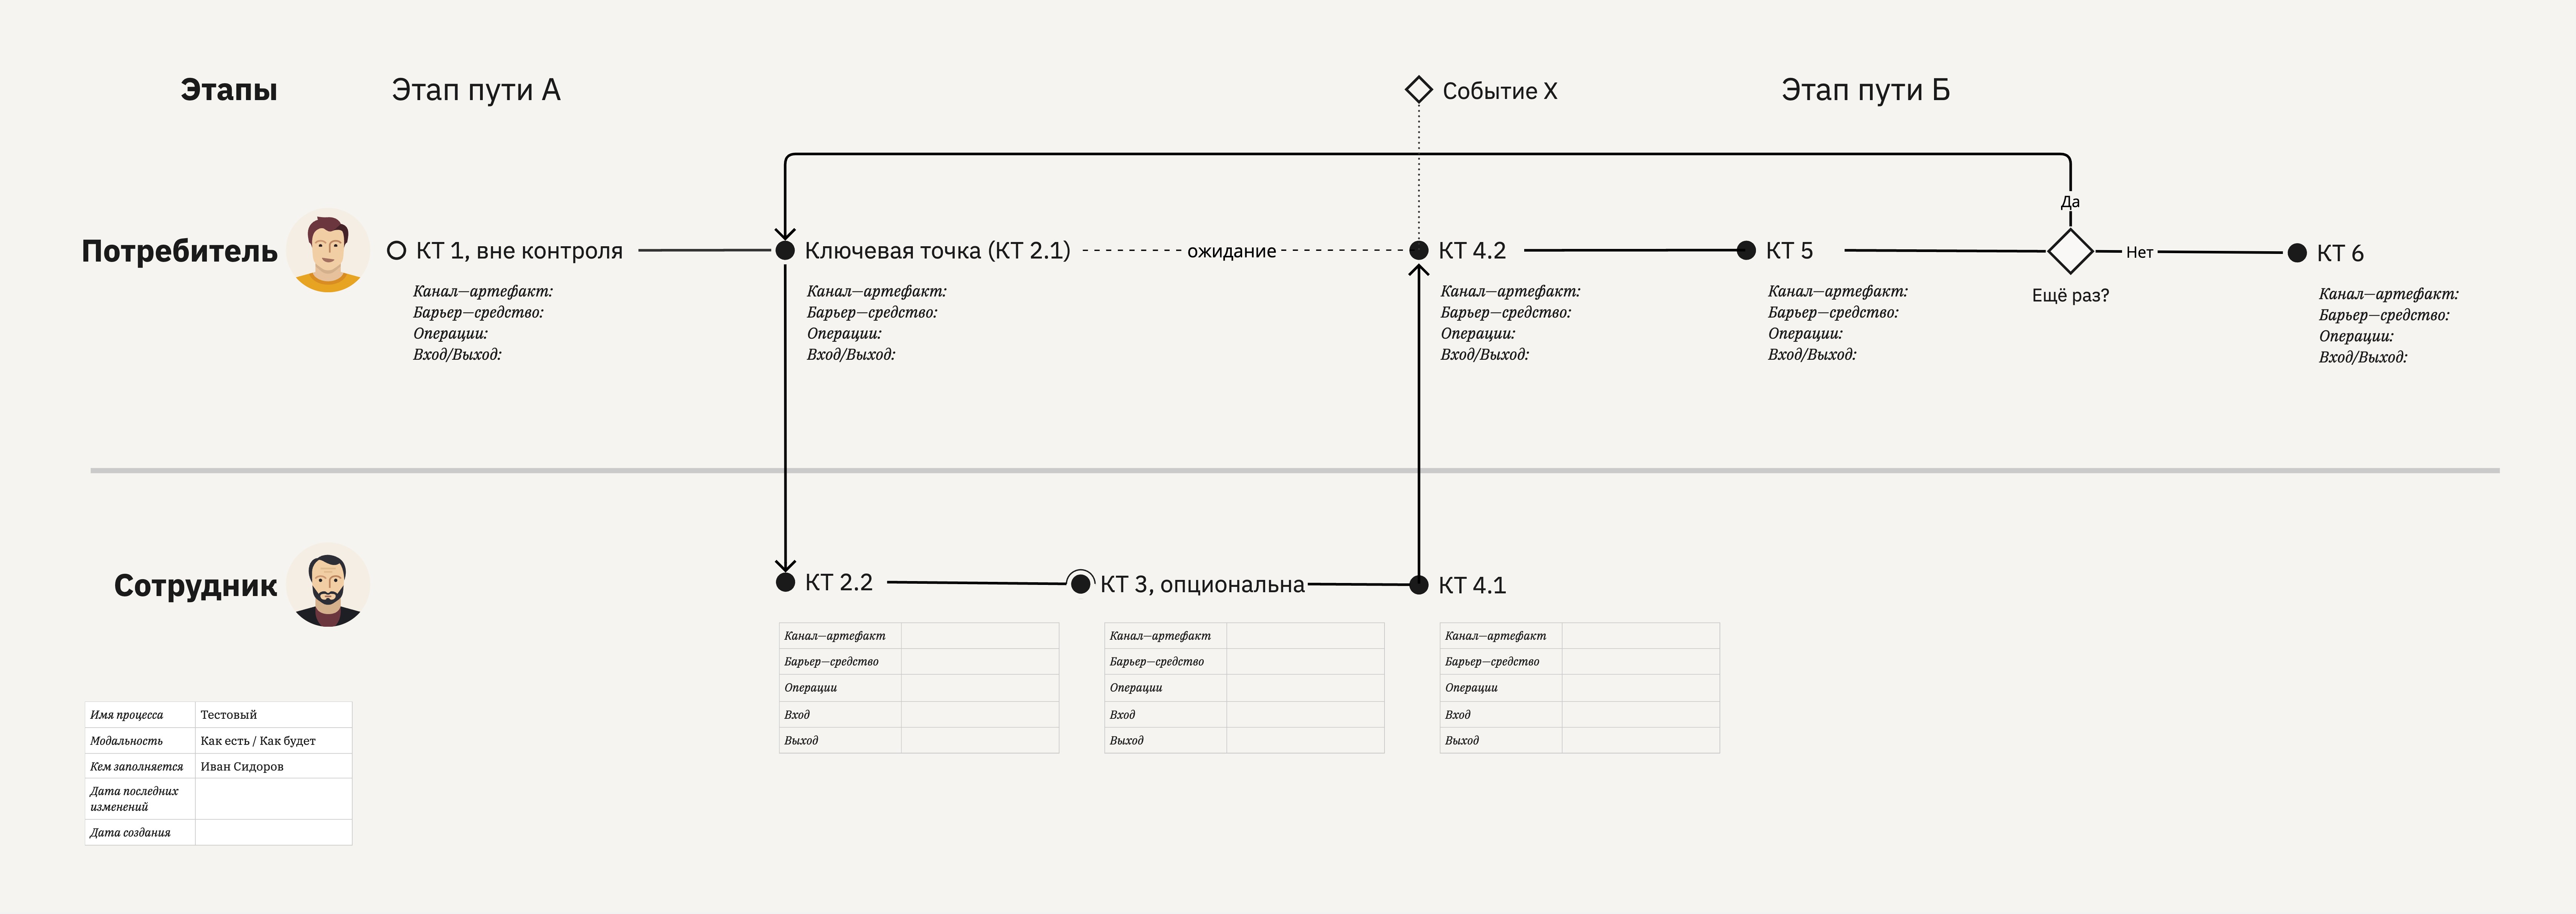 Этапы
Этап пути А
Событие X
Этап пути Б
Да
Потребитель
КТ 1, вне контроля
Ключевая точка (КТ 2.1)
ожидание
КТ 4.2
КТ 5
Нет
КТ 6
Ещё раз?
Канал—артефакт:
Барьер—средство:
Операции:
Вход/Выход:
Канал—артефакт:
Барьер—средство:
Операции:
Вход/Выход:
Канал—артефакт:
Барьер—средство:
Операции:
Вход/Выход:
Канал—артефакт:
Барьер—средство:
Операции:
Вход/Выход:
Канал—артефакт:
Барьер—средство:
Операции:
Вход/Выход:
Сотрудник
КТ 2.2
КТ 3, опциональна
КТ 4.1
Канал—артефакт
Барьер—средство
Операции
Вход
Выход
Канал—артефакт
Барьер—средство
Операции
Вход
Выход
Канал—артефакт
Барьер—средство
Операции
Вход
Выход
Имя процесса Тестовый
Модальность Как есть / Как будет
Кем заполняется Иван Сидоров
Дата последних
изменений
Дата создания